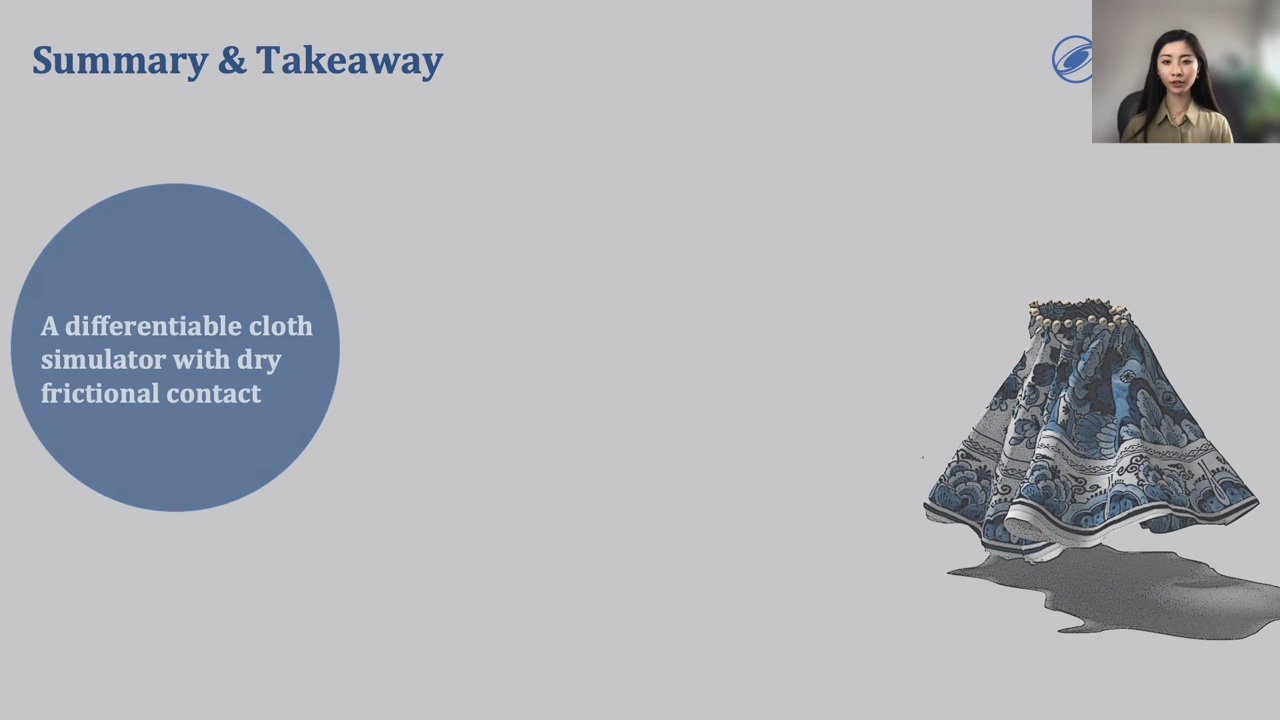 Summary & Takeaway
A differentiable cloth
simulator with dry
frictional contact